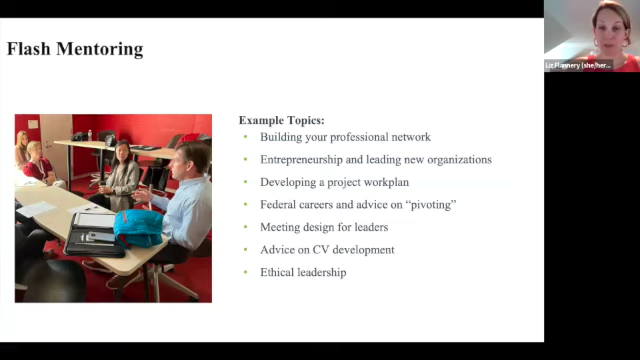 Flash Mentoring
Example Topics:
• Building your professional network
• Entrepreneurship and leading new organizations
• Developing a project workplan
• Federal careers and advice on “pivoting”
• Meeting design for leaders
• Advice on CV development
• Ethical leadership
Liz Flannery (she/her...